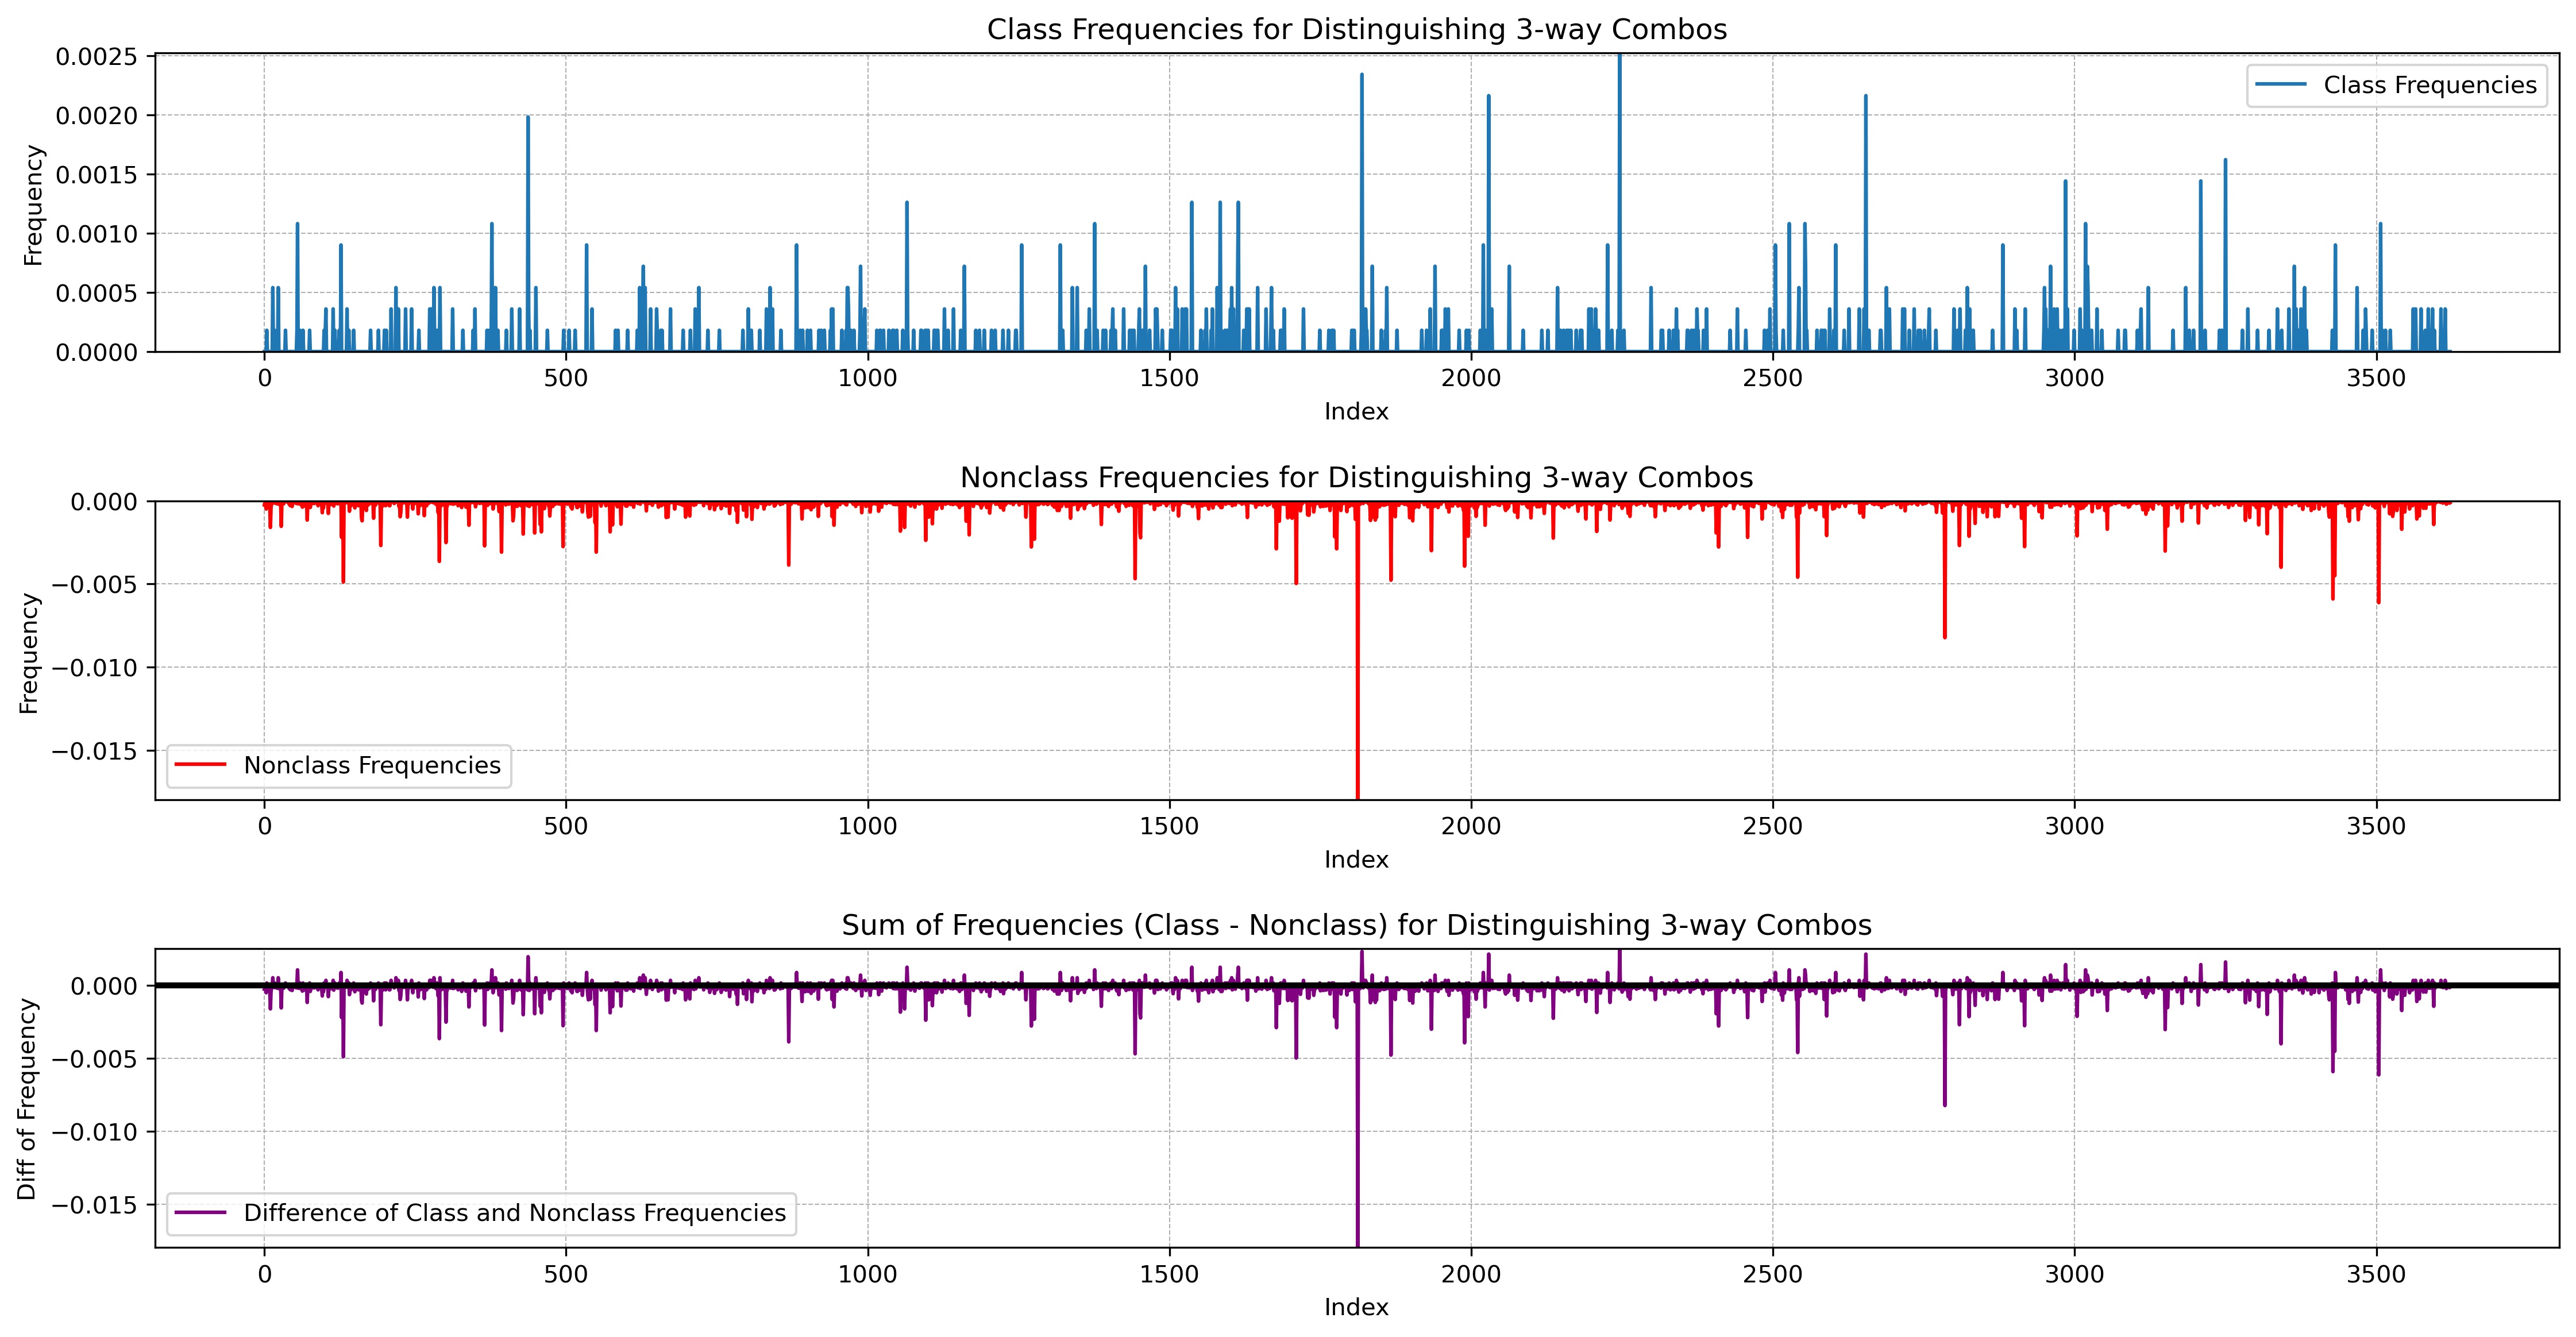 Class Frequencies for Distinguishing 3-way Combos
0.0025
0.0020
0.0015
0.0010
0.0005
0.0000
Frequency
Class Frequencies
0 500 1000 1500 2000 2500 3000 3500
Index
Nonclass Frequencies for Distinguishing 3-way Combos
0.000
−0.005
−0.010
−0.015
Frequency
Nonclass Frequencies
0 500 1000 1500 2000 2500 3000 3500
Index
Sum of Frequencies (Class - Nonclass) for Distinguishing 3-way Combos
0.000
−0.005
−0.010
−0.015
Diff of Frequency
Difference of Class and Nonclass Frequencies
0 500 1000 1500 2000 2500 3000 3500
Index